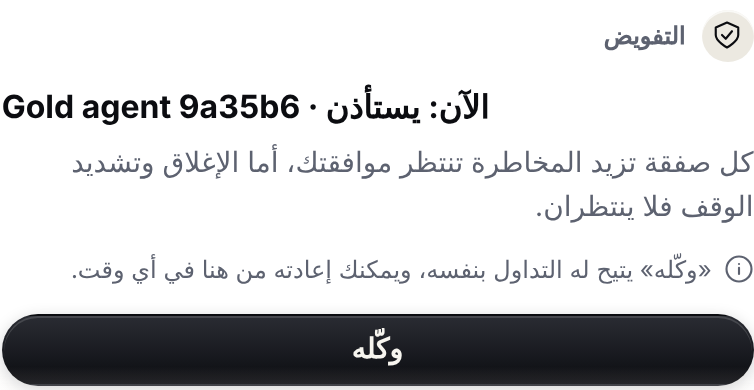 التفويض
Gold agent 9a35b6 · الآن: يستأذن
كل صفقة تزيد المخاطرة تنتظر موافقتك، أما الإغلاق وتشديد
الوقف فلا ينتظران.
«وكّله» يتيح له التداول بنفسه، ويمكنك إعادته من هنا في أي وقت.
وكّله